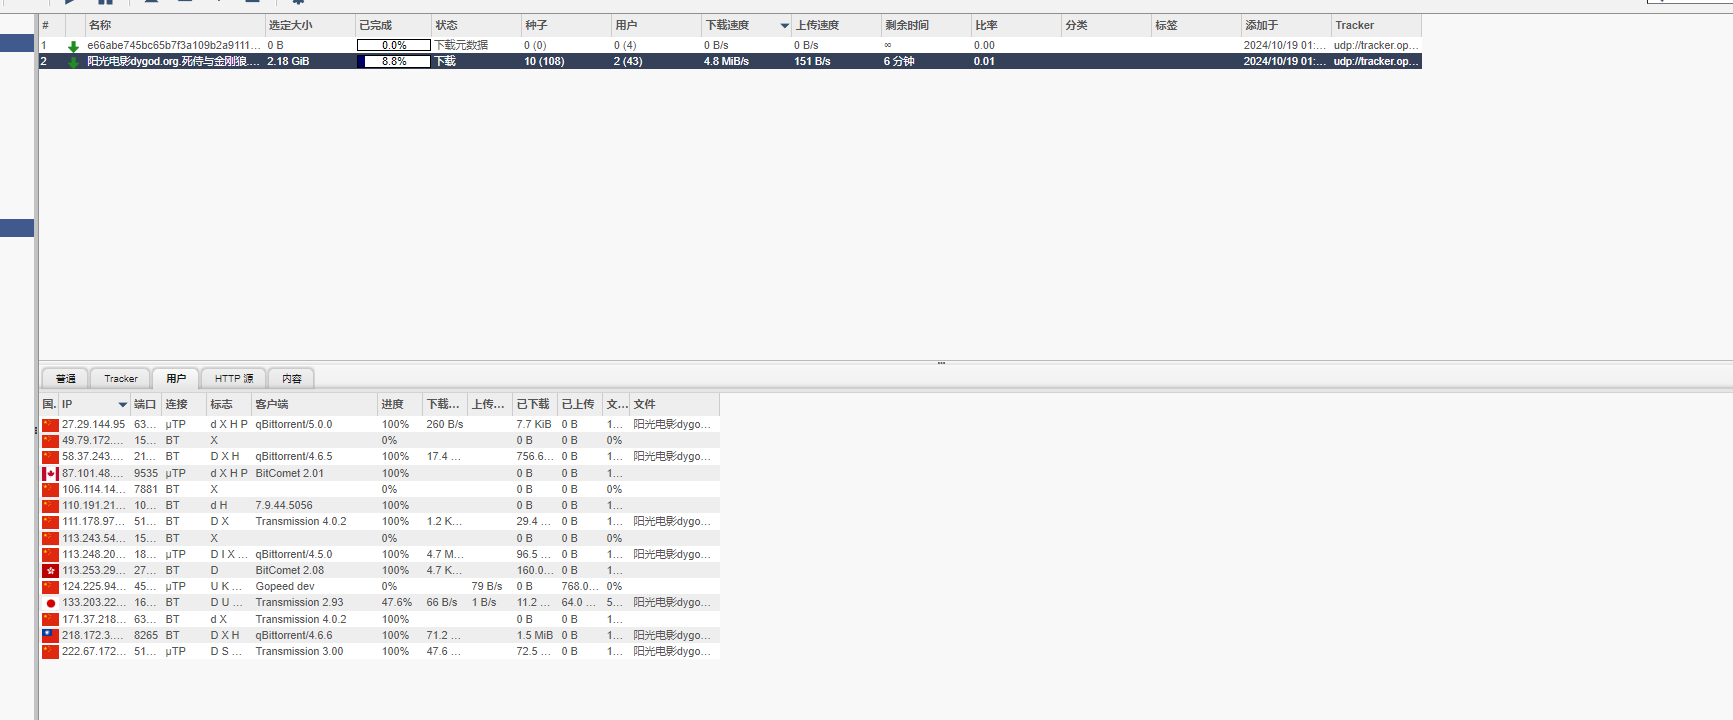 # 名称 选定大小 已完成 状态 种子 用户 下载速度 上传速度 剩余时间 比率 分类 标签 添加于 Tracker
1 e66abe745bc65b7f3a109b2a9111... 0 B 0.0% 下载元数据 0 (0) 0 (4) 0 B/s 0 B/s ∞ 0.00 2024/10/19 01:... udp://tracker.op...
2 阳光电影dygod.org.死侍与金刚狼.... 2.18 GiB 8.8% 下载 10 (108) 2 (43) 4.8 MiB/s 151 B/s 6 分钟 0.01 2024/10/19 01:... udp://tracker.op...
普通 Tracker 用户 HTTP 源 内容
国. IP 端口 连接 标志 客户端 进度 下载... 上传... 已下载 已上传 文... 文件
27.29.144.95 63... μTP d X H P qBittorrent/5.0.0 100% 260 B/s 7.7 KiB 0 B 1... 阳光电影dygo...
49.79.172.... 15... BT X 0% 0 B 0 B 0%
58.37.243.... 21... BT D X H qBittorrent/4.6.5 100% 17.4 ... 756.6... 0 B 1... 阳光电影dygo...
87.101.48.... 9535 μTP d X H P BitComet 2.01 100% 0 B 0 B 1...
106.114.14... 7881 BT X 0% 0 B 0 B 0%
110.191.21... 10... BT d H 7.9.44.5056 100% 0 B 0 B 1...
111.178.97... 51... BT D X Transmission 4.0.2 100% 1.2 K... 29.4 ... 0 B 1... 阳光电影dygo...
113.243.54... 15... BT X 0% 0 B 0 B 0%
113.248.20... 18... μTP D I X ... qBittorrent/4.5.0 100% 4.7 M... 96.5 ... 0 B 1... 阳光电影dygo...
113.253.29... 27... BT D BitComet 2.08 100% 4.7 K... 160.0... 0 B 1...
124.225.94... 45... μTP U K ... Gopeed dev 0% 79 B/s 0 B 768.0... 0%
133.203.22... 16... BT D U ... Transmission 2.93 47.6% 66 B/s 1 B/s 11.2 ... 64.0 ... 5... 阳光电影dygo...
171.37.218... 63... BT d X Transmission 4.0.2 100% 0 B 0 B 1...
218.172.3.... 8265 BT D X H qBittorrent/4.6.6 100% 71.2 ... 1.5 MiB 0 B 1... 阳光电影dygo...
222.67.172... 51... μTP D S ... Transmission 3.00 100% 47.6 ... 72.5 ... 0 B 1... 阳光电影dygo...